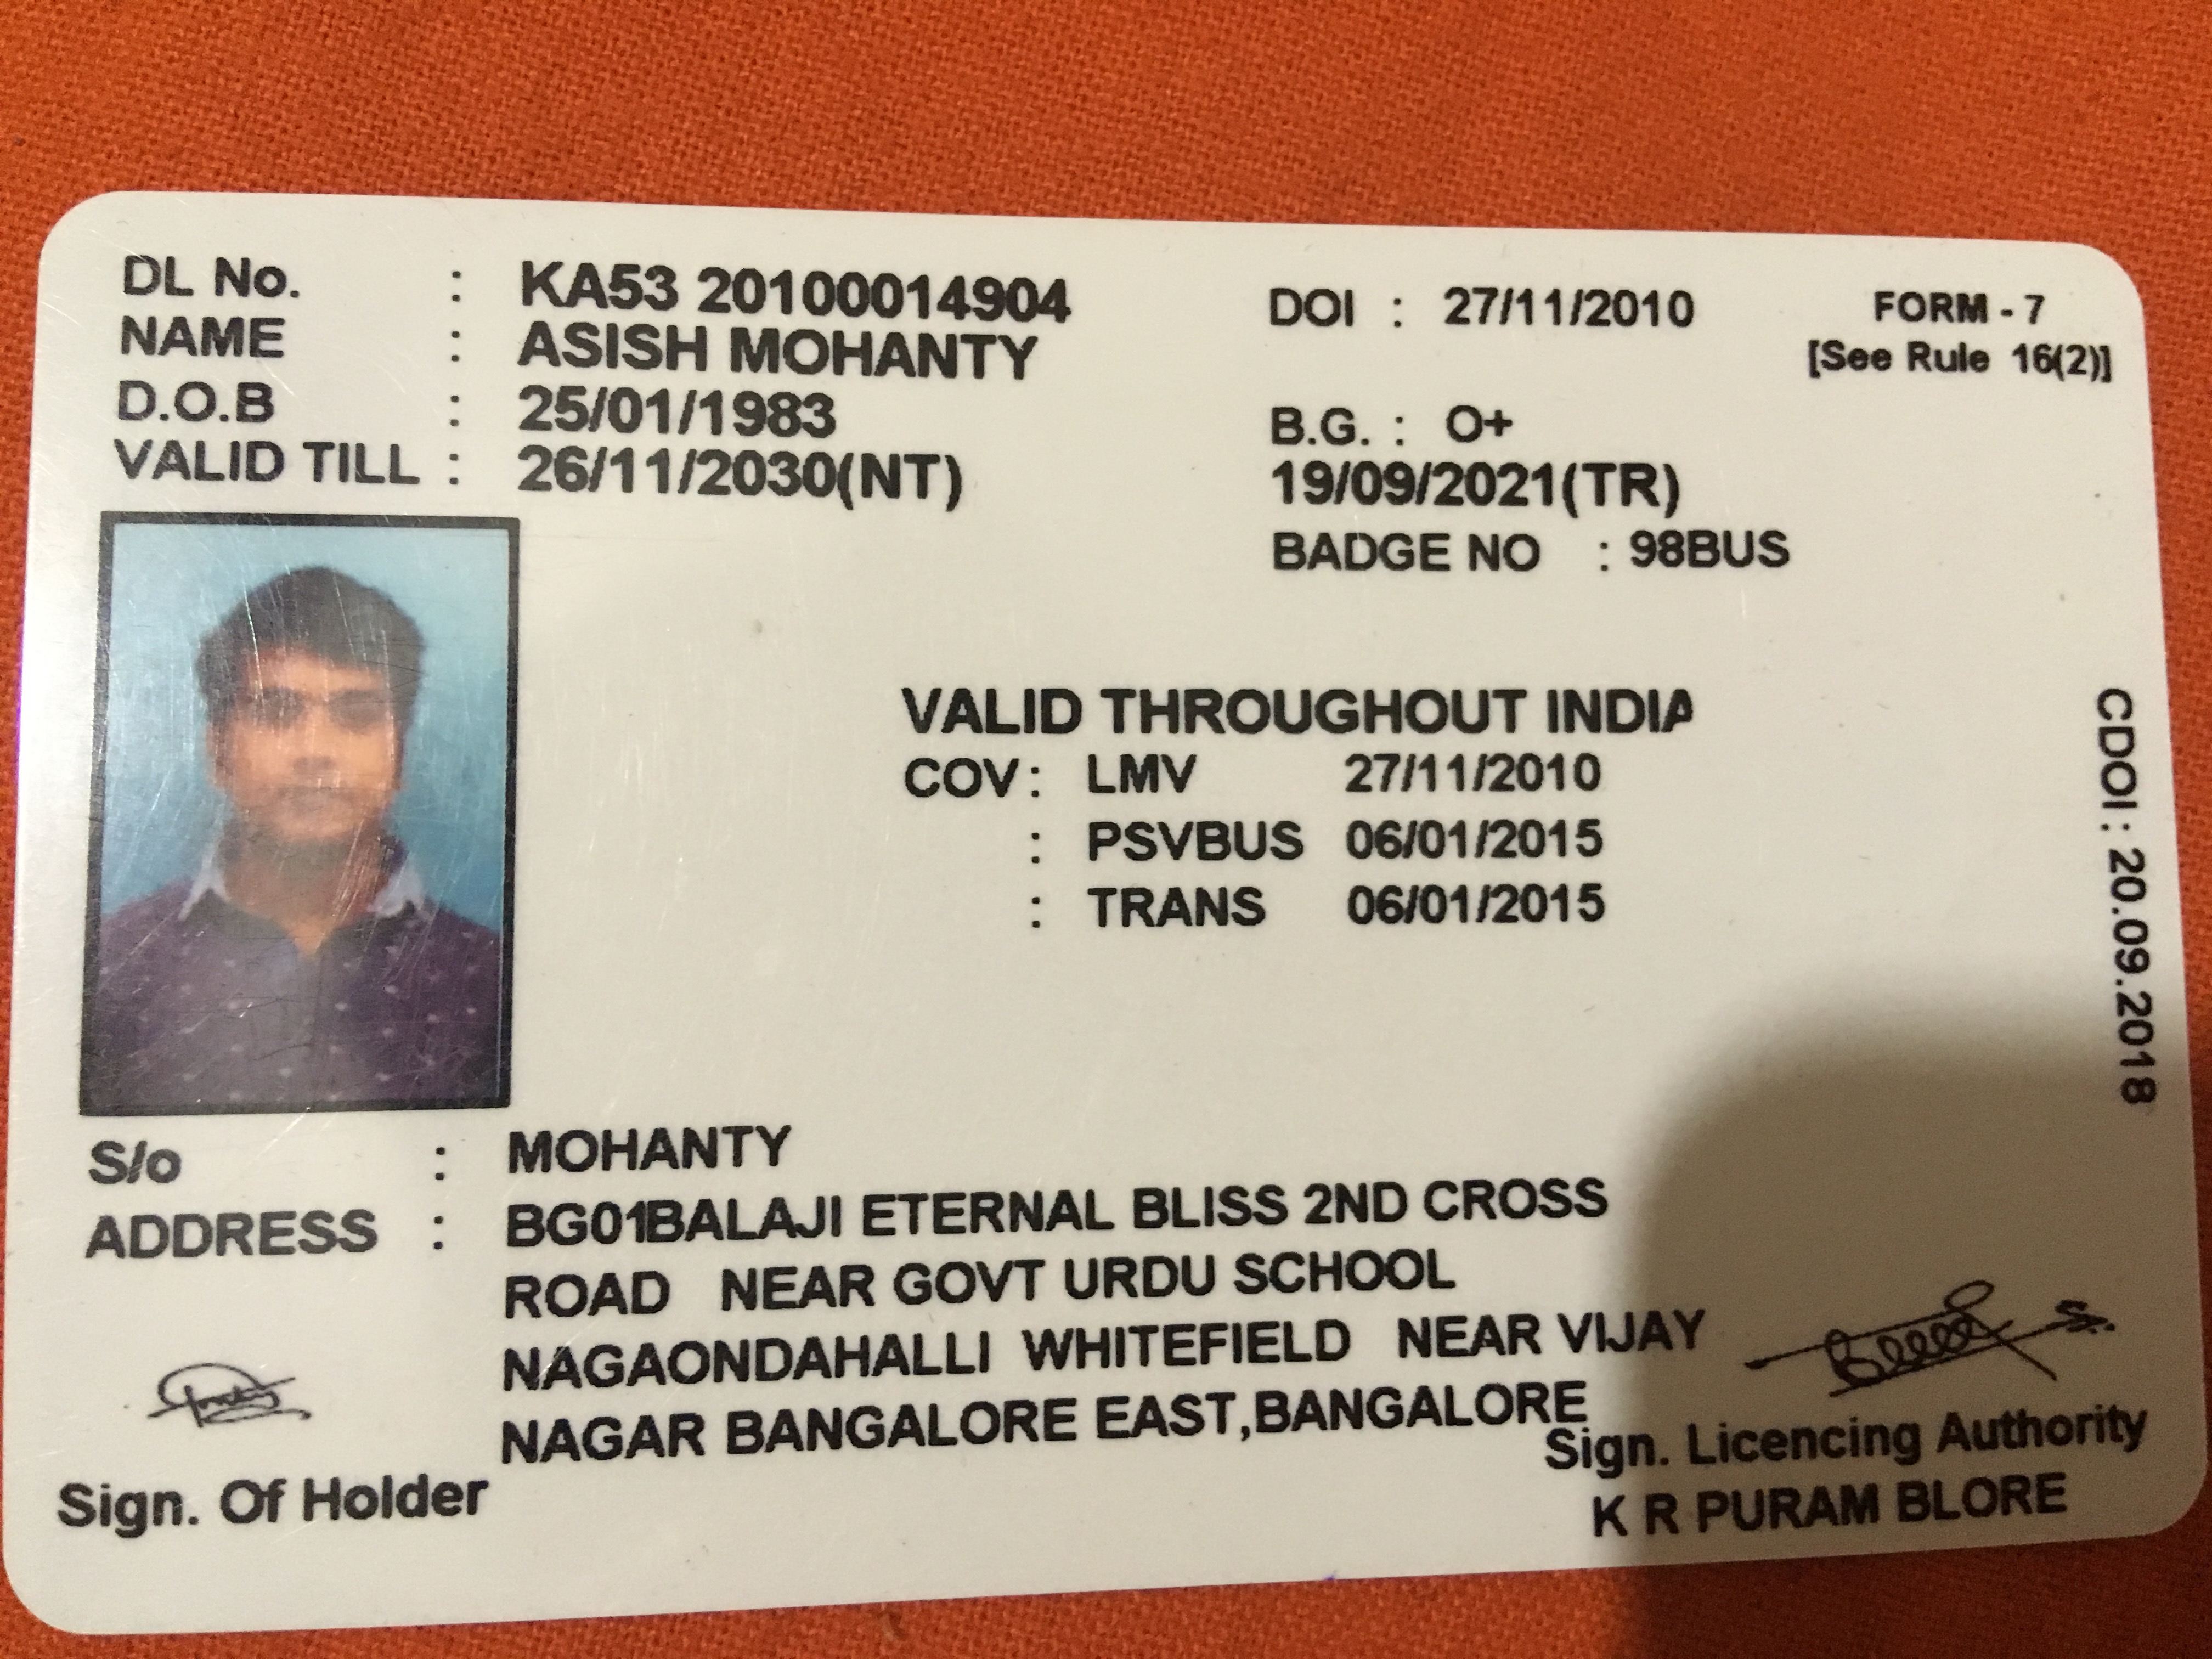 DL No. : KA53 20100014904 DOI : 27/11/2010 FORM - 7
NAME : ASISH MOHANTY [See Rule 16(2)]
D.O.B : 25/01/1983 B.G. : O+
VALID TILL : 26/11/2030(NT) 19/09/2021(TR)
BADGE NO : 98BUS
VALID THROUGHOUT INDIA
COV : LMV 27/11/2010
: PSVBUS 06/01/2015
: TRANS 06/01/2015
CDOI : 20.09.2018
S/o : MOHANTY
ADDRESS : BG01BALAJI ETERNAL BLISS 2ND CROSS
ROAD NEAR GOVT URDU SCHOOL
NAGAONDAHALLI WHITEFIELD NEAR VIJAY
NAGAR BANGALORE EAST,BANGALORE
Sign. Of Holder
Sign. Licencing Authority
K R PURAM BLORE